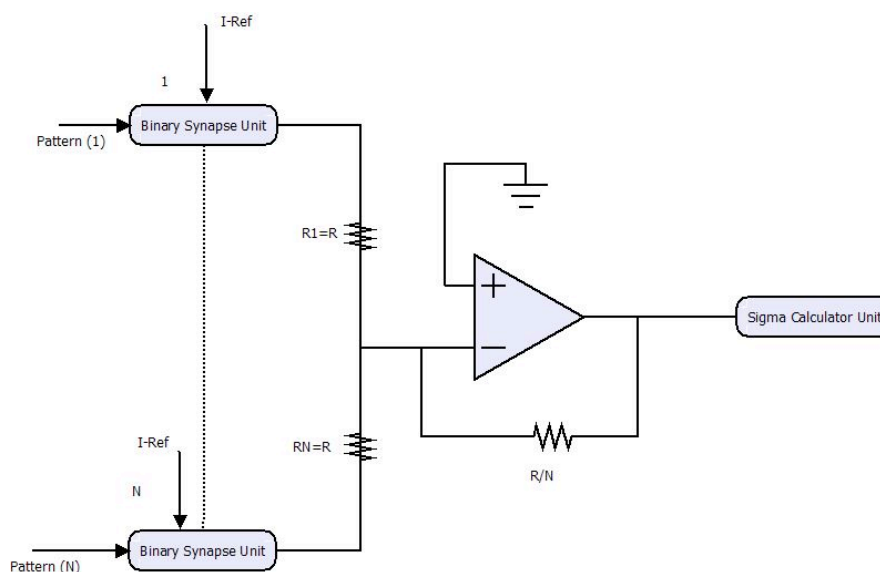 I-Ref
1
Binary Synapse Unit
Pattern (1)
R1=R
Sigma Calculator Unit
RN=R
I-Ref
R/N
N
Binary Synapse Unit
Pattern (N)